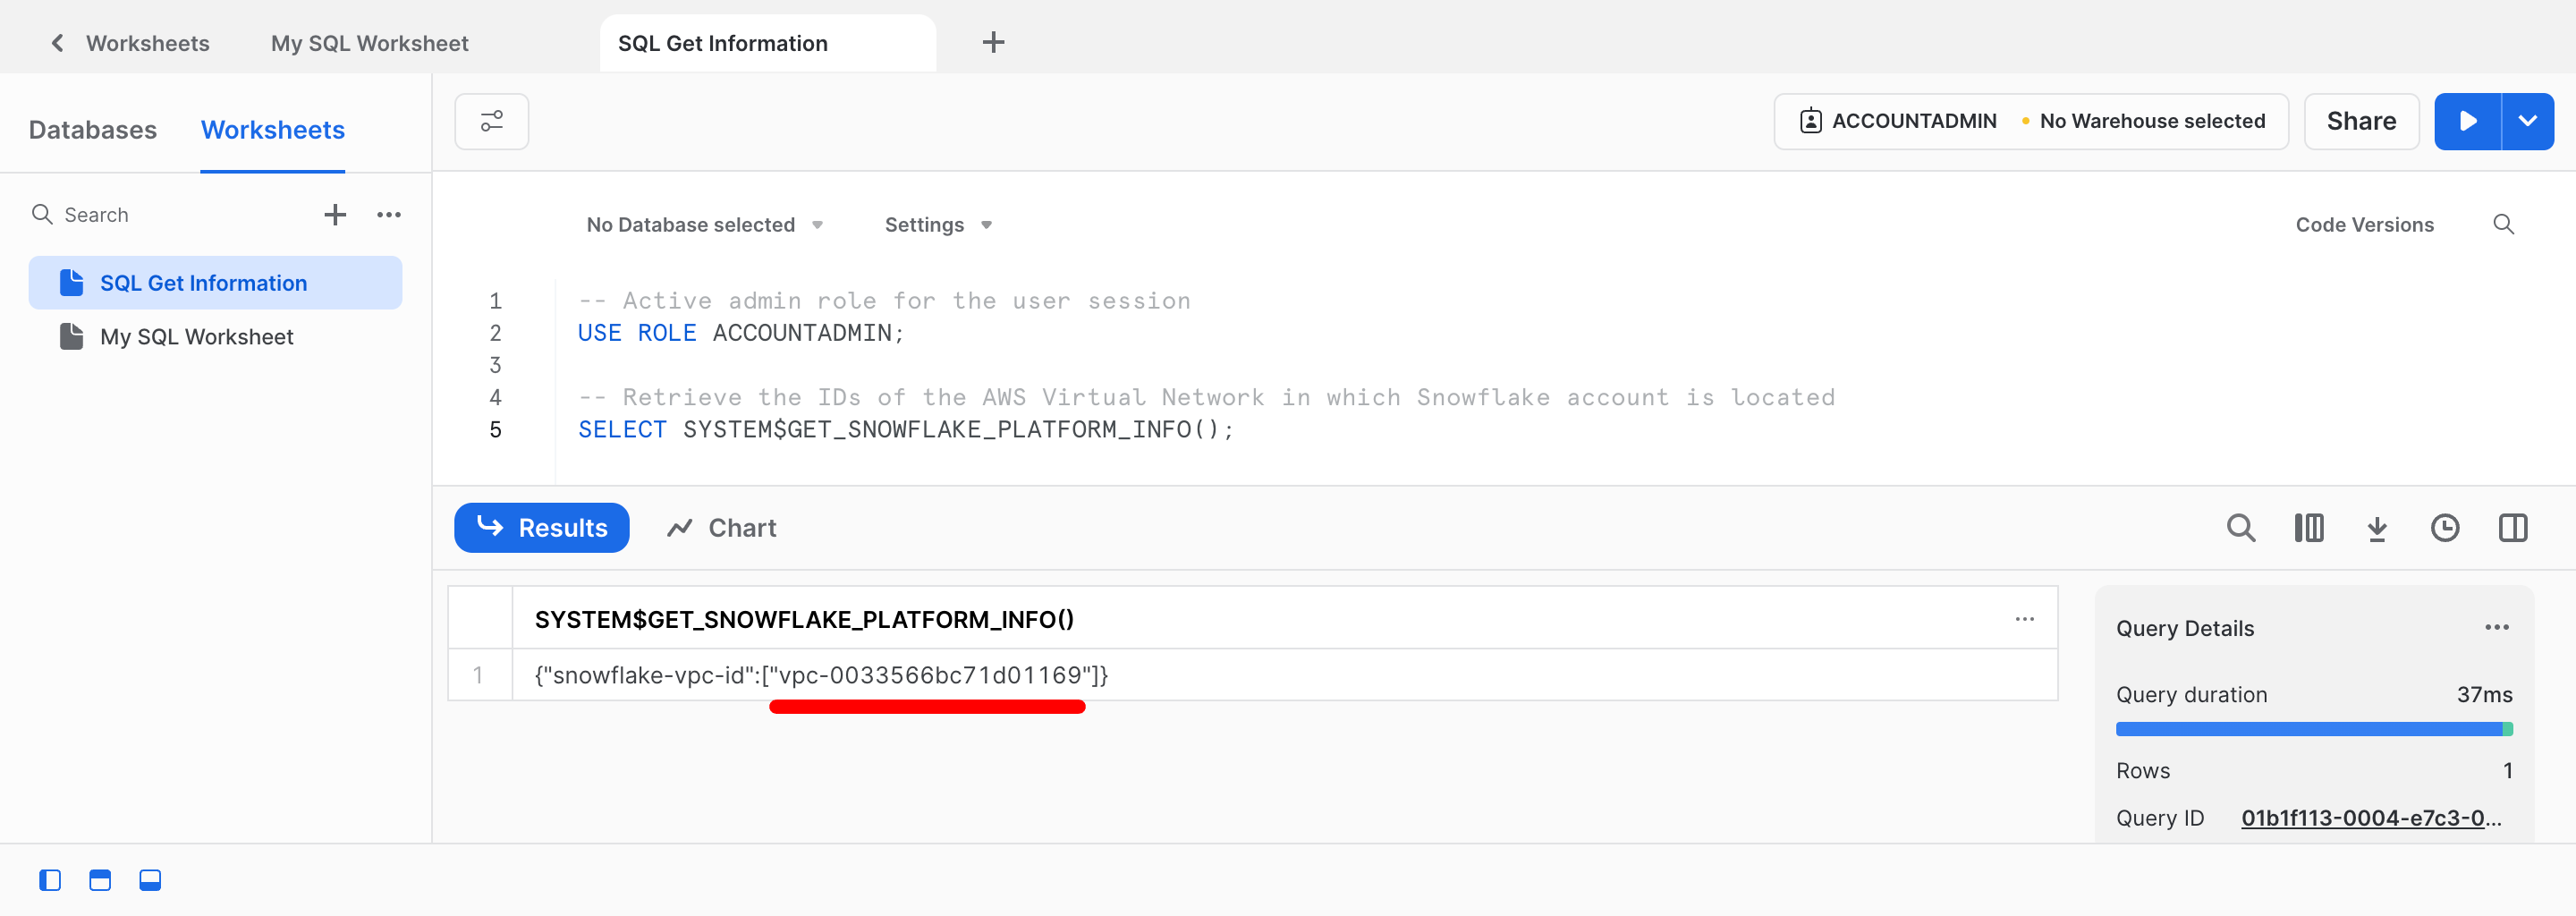 Worksheets My SQL Worksheet SQL Get Information
Databases Worksheets
ACCOUNTADMIN No Warehouse selected Share
Search
SQL Get Information
My SQL Worksheet
No Database selected Settings Code Versions
1 -- Active admin role for the user session
2 USE ROLE ACCOUNTADMIN;
3
4 -- Retrieve the IDs of the AWS Virtual Network in which Snowflake account is located
5 SELECT SYSTEM$GET_SNOWFLAKE_PLATFORM_INFO();
Results Chart
SYSTEM$GET_SNOWFLAKE_PLATFORM_INFO()
1 {"snowflake-vpc-id":["vpc-0033566bc71d01169"]}
Query Details
Query duration 37ms
Rows 1
Query ID 01b1f113-0004-e7c3-0...